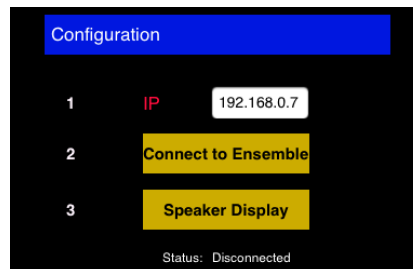 Configuration
1 IP 192.168.0.7
2 Connect to Ensemble
3 Speaker Display
Status: Disconnected